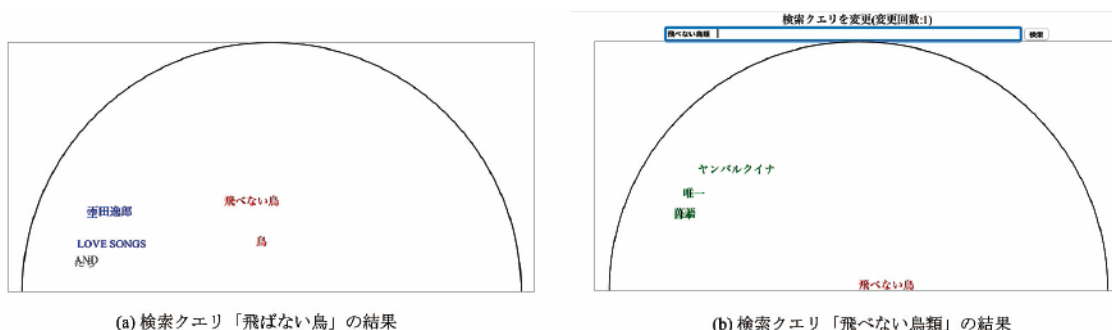 飛べない鳥
田逸郎
鳥
LOVE SONGS
AND
(a) 検索クエリ「飛ばない鳥」の結果
検索クエリを変更(変更回数:1)
飛べない鳥類
検索
ヤンバルクイナ
唯一
飛べない鳥
(b) 検索クエリ「飛べない鳥類」の結果